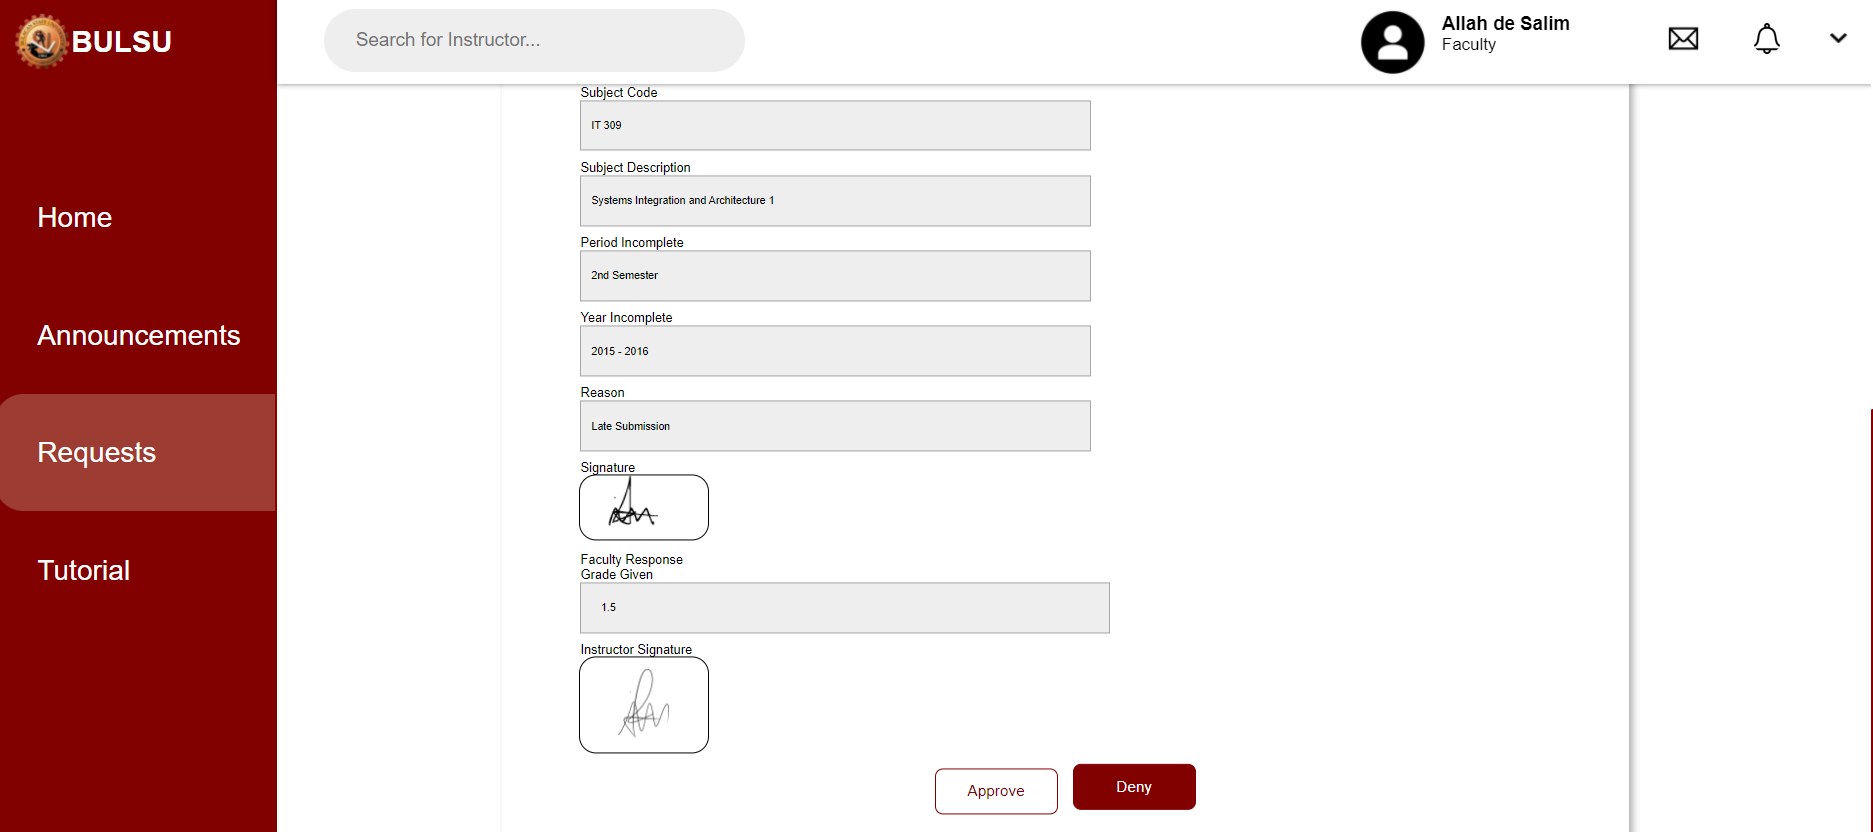 BULSU
Search for Instructor...
Allah de Salim
Faculty
Home
Announcements
Requests
Tutorial
Subject Code
IT 309
Subject Description
Systems Integration and Architecture 1
Period Incomplete
2nd Semester
Year Incomplete
2015 - 2016
Reason
Late Submission
Signature
Faculty Response
Grade Given
1.5
Instructor Signature
Approve
Deny